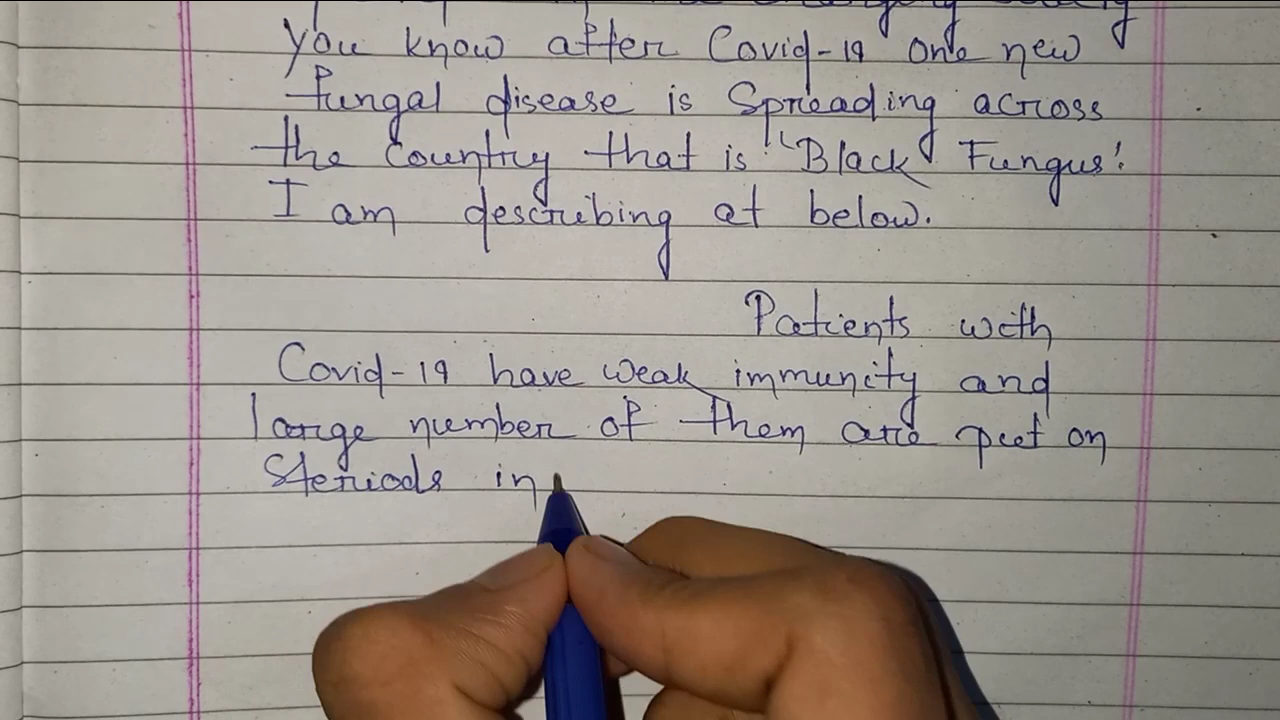 you know after Covid-19 one new
fungal disease is Spreading across
the Country that is "Black Fungus".
I am describing at below.
Patients with
Covid-19 have weak immunity and
large number of them are put on
Steriods in